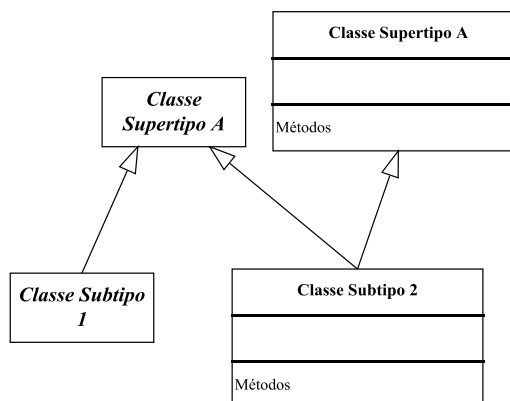 Classe Supertipo A
Métodos
Classe
Supertipo A
Classe Subtipo
1
Classe Subtipo 2
Métodos